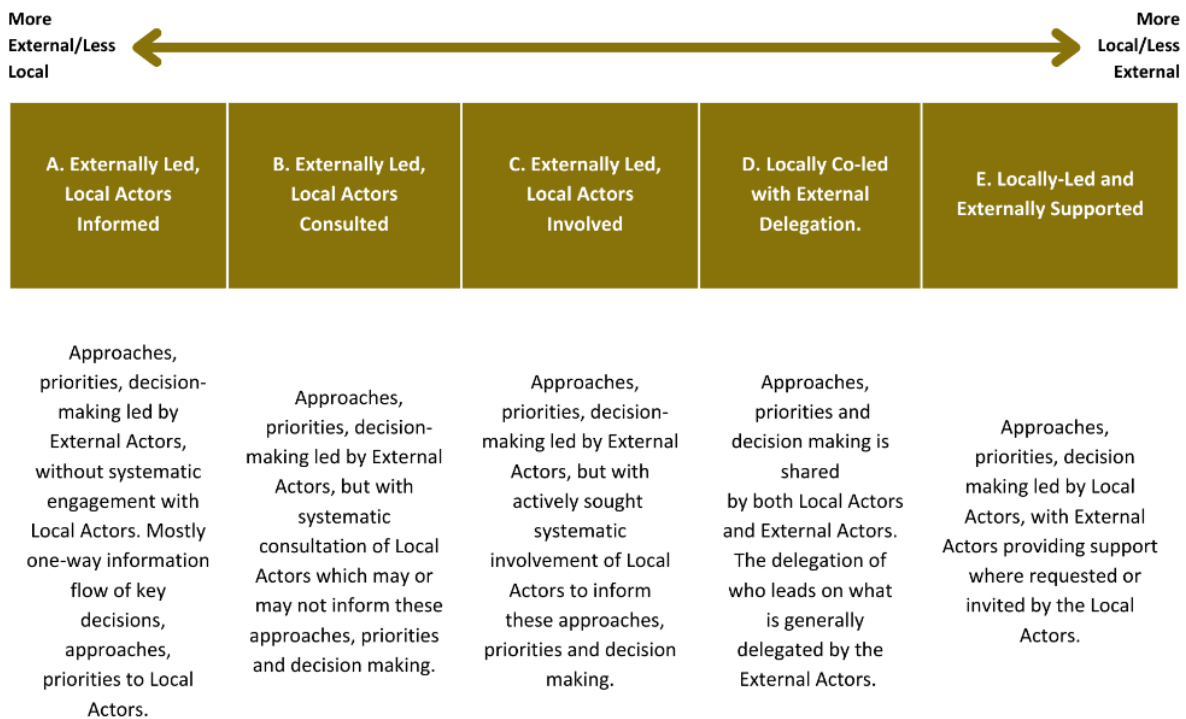 More
External/Less
Local
More
Local/Less
External
A. Externally Led,
Local Actors
Informed
B. Externally Led,
Local Actors
Consulted
C. Externally Led,
Local Actors
Involved
D. Locally Co-led
with External
Delegation.
E. Locally-Led and
Externally Supported
Approaches,
priorities, decision-
making led by
External Actors,
without systematic
engagement with
Local Actors. Mostly
one-way information
flow of key
decisions,
approaches,
priorities to Local
Actors.
Approaches,
priorities, decision-
making led by External
Actors, but with
systematic
consultation of Local
Actors which may or
may not inform these
approaches, priorities
and decision making.
Approaches,
priorities, decision-
making led by External
Actors, but with
actively sought
systematic
involvement of Local
Actors to inform
these approaches,
priorities and decision
making.
Approaches,
priorities and
decision making is
shared
by both Local Actors
and External Actors.
The delegation of
who leads on what
is generally
delegated by the
External Actors.
Approaches,
priorities, decision
making led by Local
Actors, with External
Actors providing support
where requested or
invited by the Local
Actors.